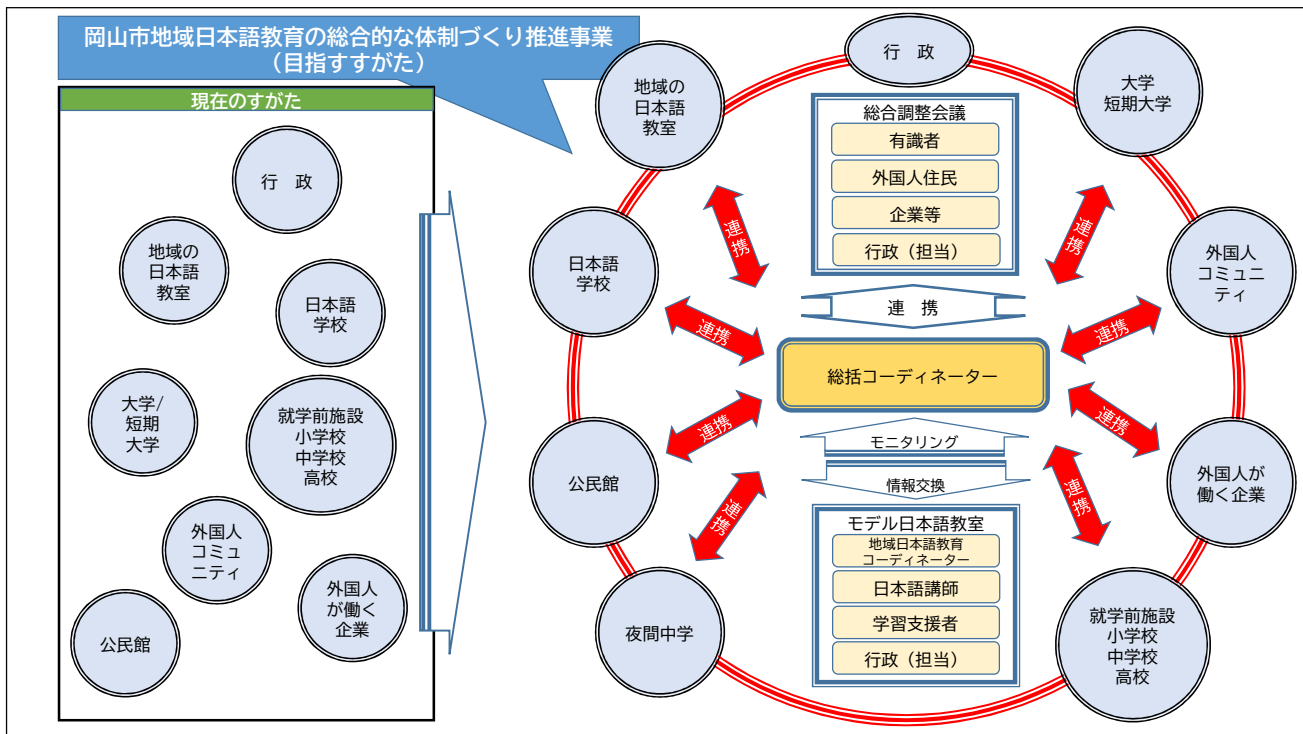 岡山市地域日本語教育の総合的な体制づくり推進事業
（目指すすがた）
現在のすがた
行　政
地域の
日本語
教室
日本語
学校
大学/
短期
大学
就学前施設
小学校
中学校
高校
外国人
コミュ
ニティ
外国人
が働く
企業
公民館
行　政
地域の
日本語
教室
大学
短期大学
日本語
学校
外国人
コミュニ
ティ
公民館
外国人が
働く企業
夜間中学
就学前施設
小学校
中学校
高校
総合調整会議
有識者
外国人住民
企業等
行政（担当）
連　携
総括コーディネーター
モニタリング
情報交換
モデル日本語教室
地域日本語教育
コーディネーター
日本語講師
学習支援者
行政（担当）
連携
連携
連携
連携
連携
連携
連携
連携